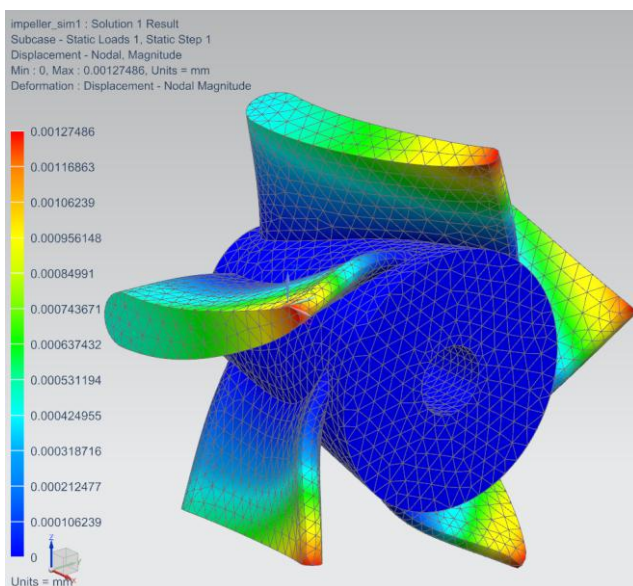 impeller_sim1 : Solution 1 Result
Subcase - Static Loads 1, Static Step 1
Displacement - Nodal, Magnitude
Min : 0, Max : 0.00127486, Units = mm
Deformation : Displacement - Nodal Magnitude
0.00127486
0.00116863
0.00106239
0.000956148
0.00084991
0.000743671
0.000637432
0.000531194
0.000424955
0.000318716
0.000212477
0.000106239
0
Z
Y
X
Units = mm